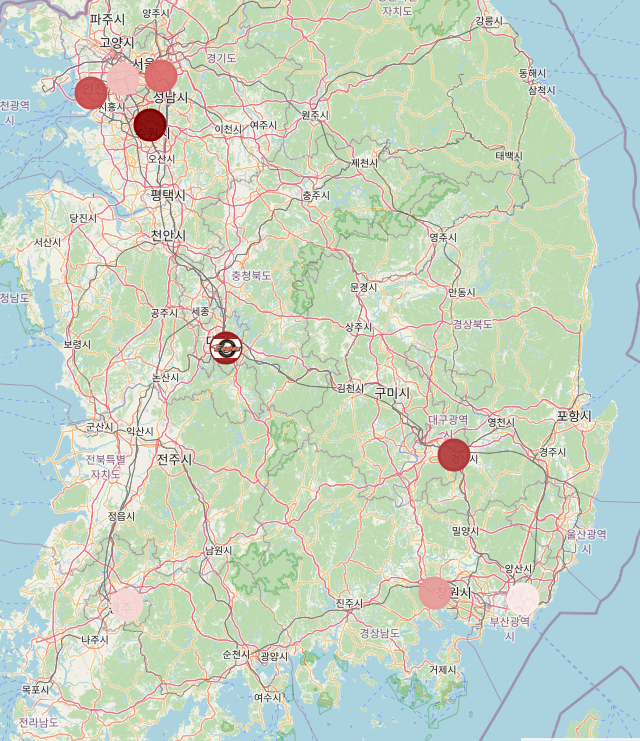 자치도
양주시
파주시
강릉시
고양시
경기도
서울
동해시
인천
성남시
삼척시
천광역
시
시흥시
이천시
여주시
원주시
오산시
태백시
제천시
평택시
충주시
당진시
천안시
영주시
서산시
충청북도
문경시
안동시
청남도
공주시
세종
상주시
경상북도
보령시
논산시
김천시
구미시
포항시
대구광역
시
영천시
군산시
익산시
경주시
전북특별
자치도
전주시
정읍시
밀양시
울산광역
시
남원시
양산시
창원시
진주시
부산광역
시
경상남도
나주시
순천시
광양시
거제시
목포시
여수시
전라남도